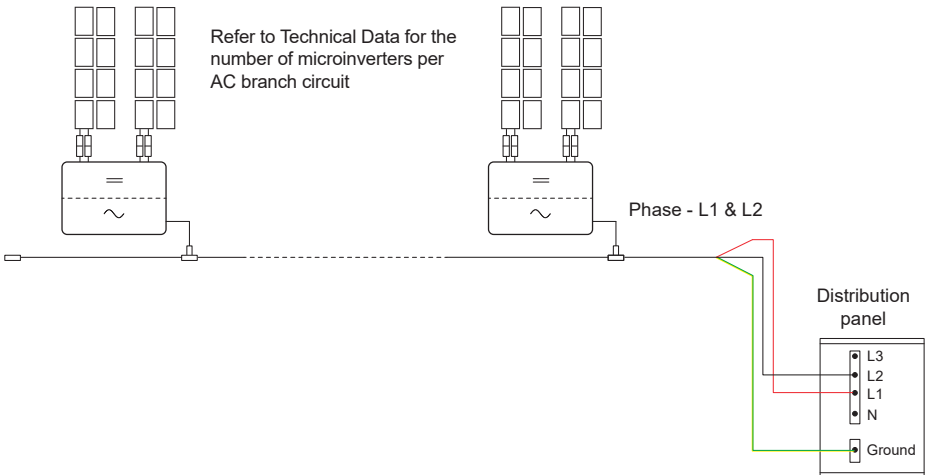 Refer to Technical Data for the
number of microinverters per
AC branch circuit
Phase - L1 & L2
Distribution
panel
L3
L2
L1
N
Ground